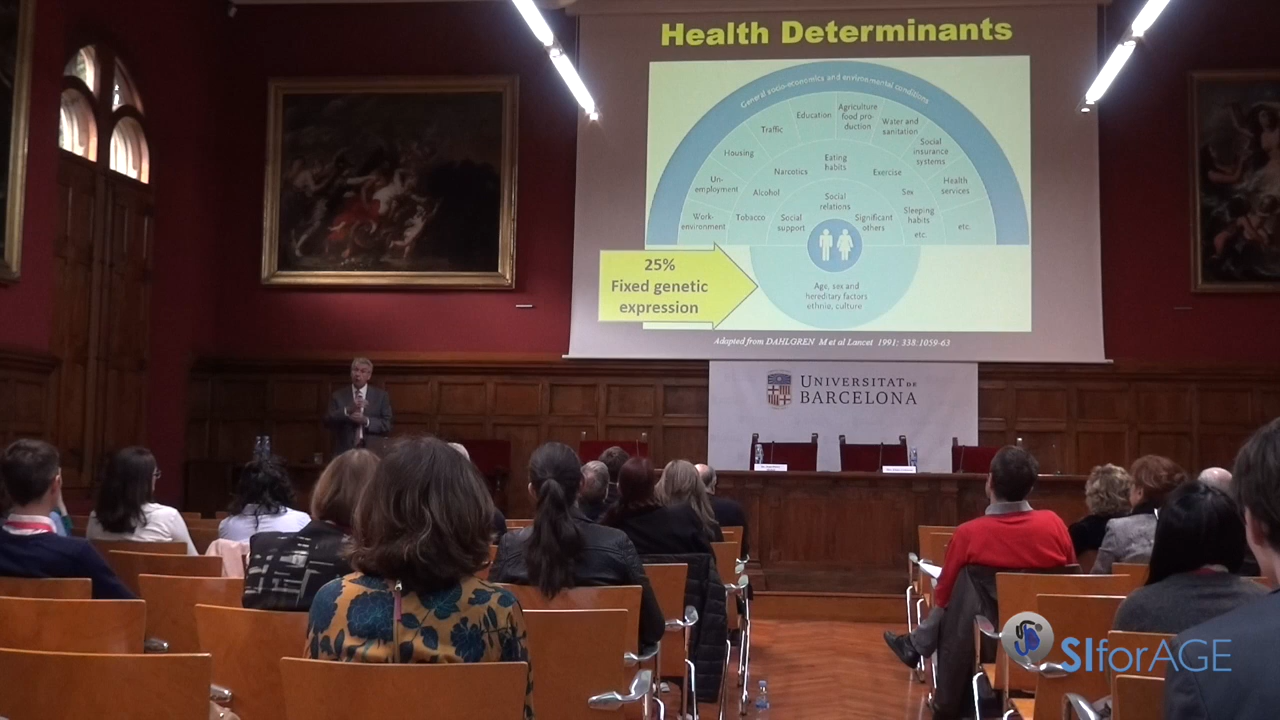 Health Determinants
General socio-economics and environmental conditions
Agriculture
food pro-
duction
Education
Water and
sanitation
Traffic
Social
insurance
systems
Housing
Eating
habits
Narcotics
Exercise
Un-
employment
Health
services
Alcohol
Sex
Social
relations
Work-
environment
Tobacco
Social
support
Significant
others
Sleeping
habits
etc.
etc.
25%
Fixed genetic
expression
Age, sex and
hereditary factors
ethnia, culture
Adapted from DAHLGREN M et al Lancet 1991; 338:1059-63
UNIVERSITAT DE
BARCELONA
SIforAGE